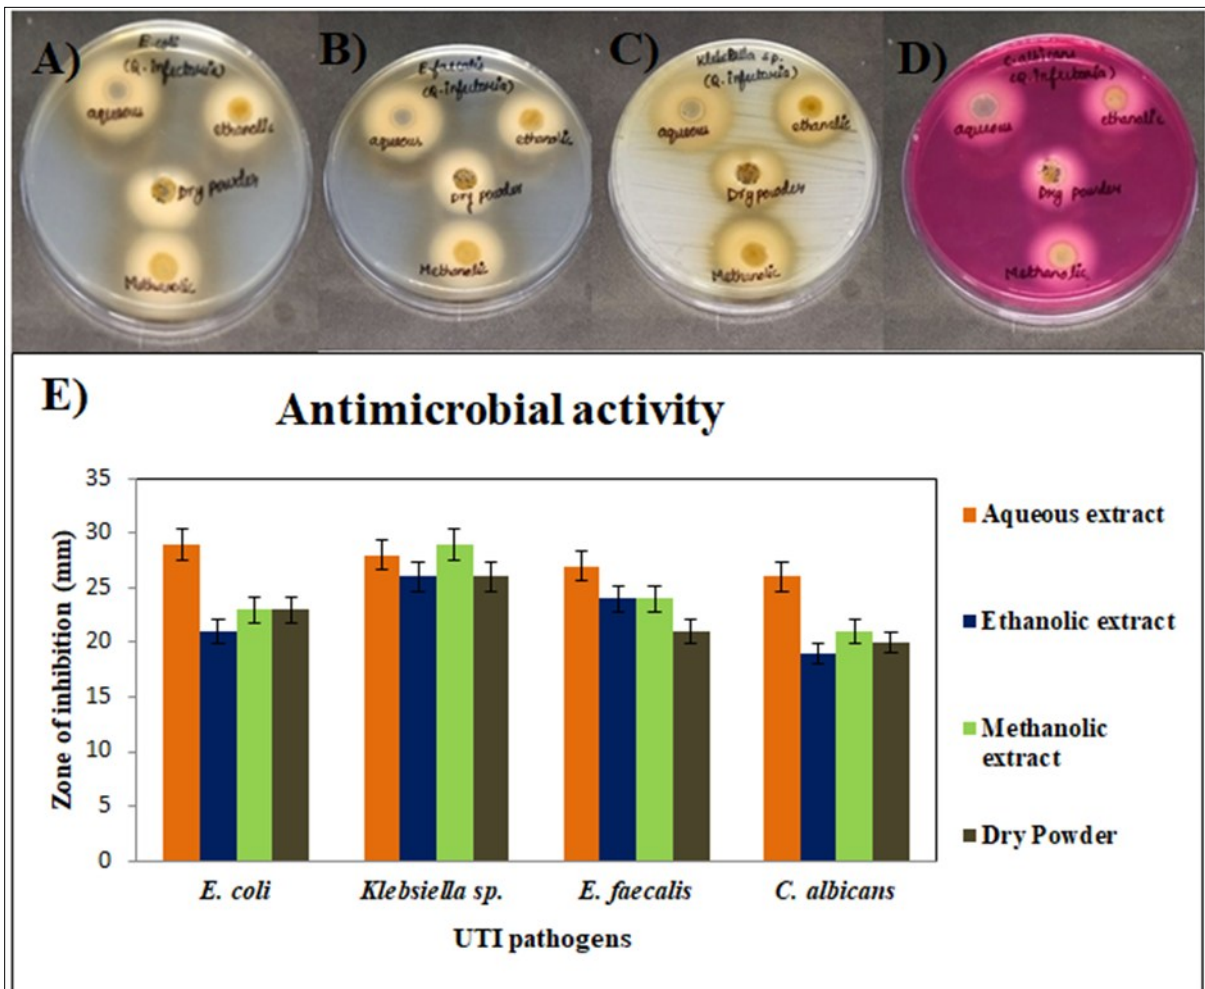 A)
E.coli
(Q.infectoria)
aqueous
ethanolic
Dry powder
Methanolic
B)
E.faecalis
(Q.infectoria)
aqueous
ethanolic
Dry powder
Methanolic
C)
Klebsiella sp.
(Q.infectoria)
aqueous
ethanolic
Dry powder
Methanolic
D)
C.albicans
(Q.infectoria)
aqueous
ethanolic
Dry powder
Methanolic
E)
Antimicrobial activity
Zone of inhibition (mm)
35
30
25
20
15
10
5
0
E. coli
Klebsiella sp.
E. faecalis
C. albicans
UTI pathogens
Aqueous extract
Ethanolic extract
Methanolic
extract
Dry Powder